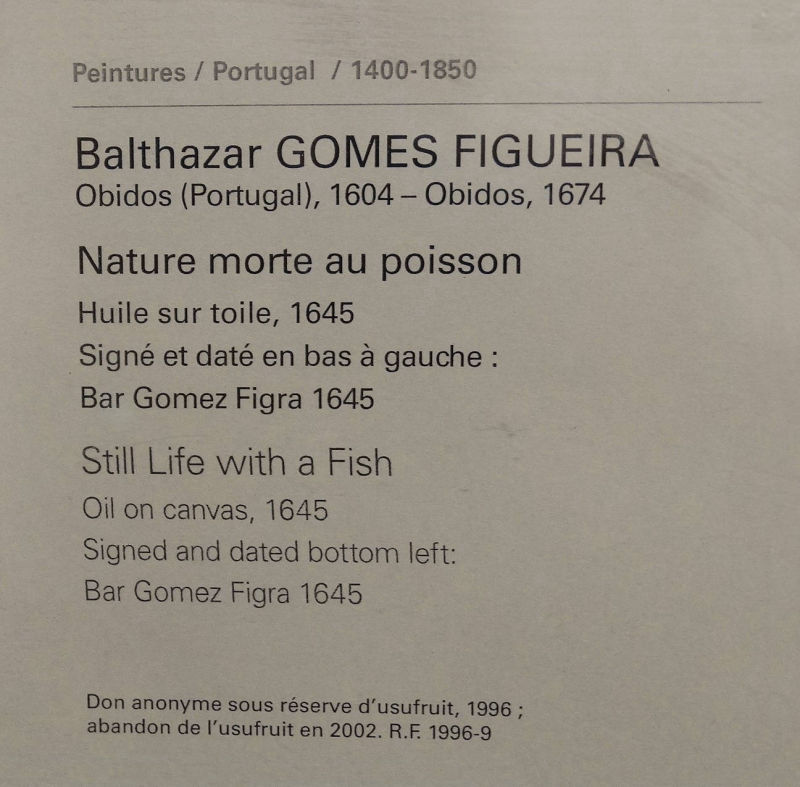 Peintures / Portugal / 1400-1850
Balthazar GOMES FIGUEIRA
Obidos (Portugal), 1604 – Obidos, 1674
Nature morte au poisson
Huile sur toile, 1645
Signé et daté en bas à gauche :
Bar Gomez Figra 1645
Still Life with a Fish
Oil on canvas, 1645
Signed and dated bottom left:
Bar Gomez Figra 1645
Don anonyme sous réserve d'usufruit, 1996 ;
abandon de l'usufruit en 2002. R.F. 1996-9